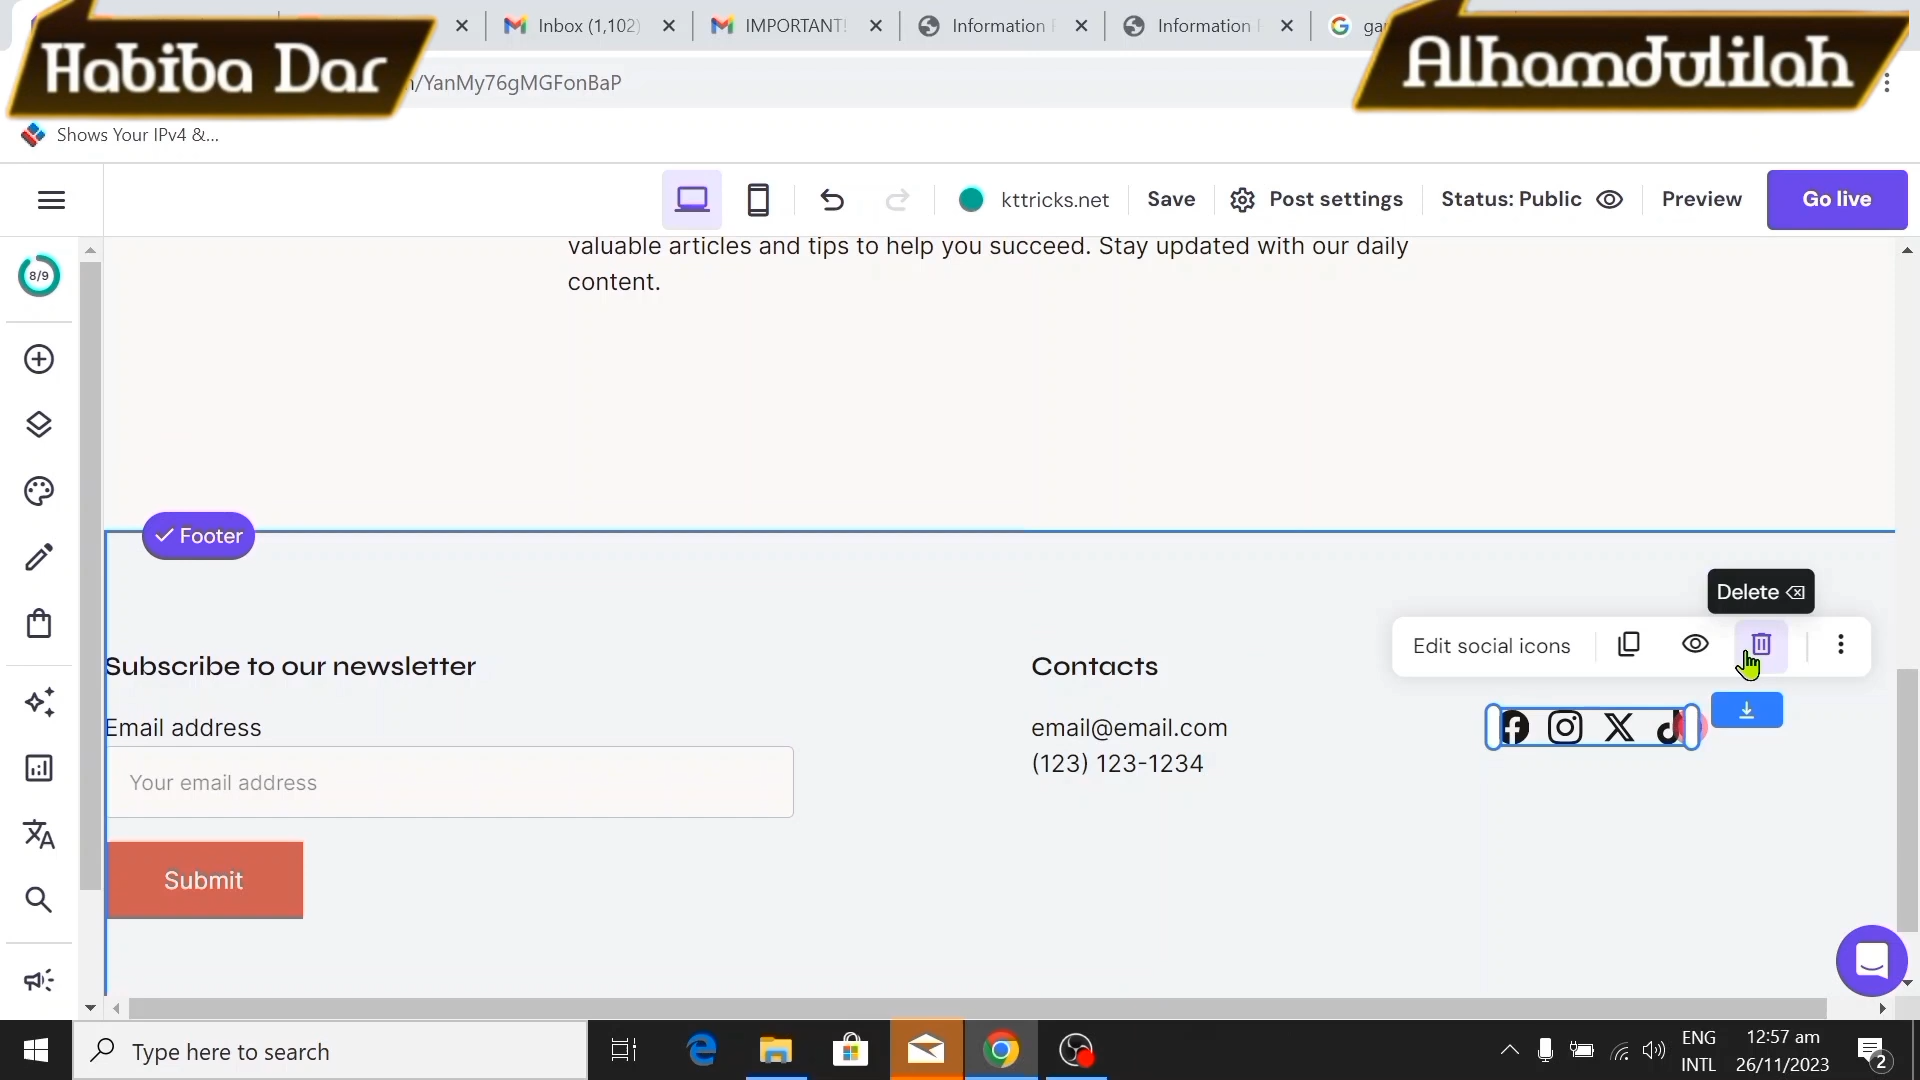 Habiba Dar
Alhamdulilah
Inbox (1,102)
IMPORTANT!
Information
Information
/YanMy76gMGFonBaP
Shows Your IPv4 &...
kttricks.net
Save
Post settings
Status: Public
Preview
Go live
8/9
valuable articles and tips to help you succeed. Stay updated with our daily
content.
Footer
Delete
Edit social icons
Subscribe to our newsletter
Contacts
Email address
email@email.com
Your email address
(123) 123-1234
Submit
Type here to search
ENG
INTL
12:57 am
26/11/2023
2